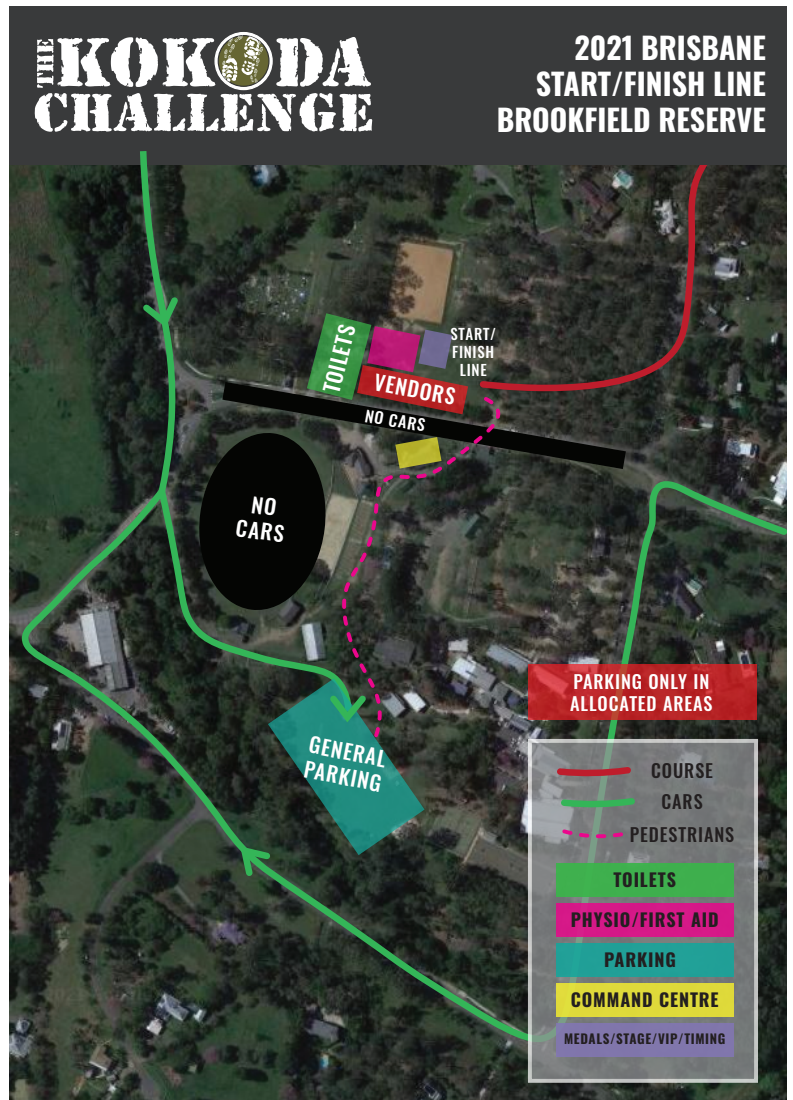 THE KOKODA
CHALLENGE
2021 BRISBANE
START/FINISH LINE
BROOKFIELD RESERVE
TOILETS
START/
FINISH
LINE
VENDORS
NO CARS
NO
CARS
PARKING ONLY IN
ALLOCATED AREAS
GENERAL
PARKING
COURSE
CARS
PEDESTRIANS
TOILETS
PHYSIO/FIRST AID
PARKING
COMMAND CENTRE
MEDALS/STAGE/VIP/TIMING